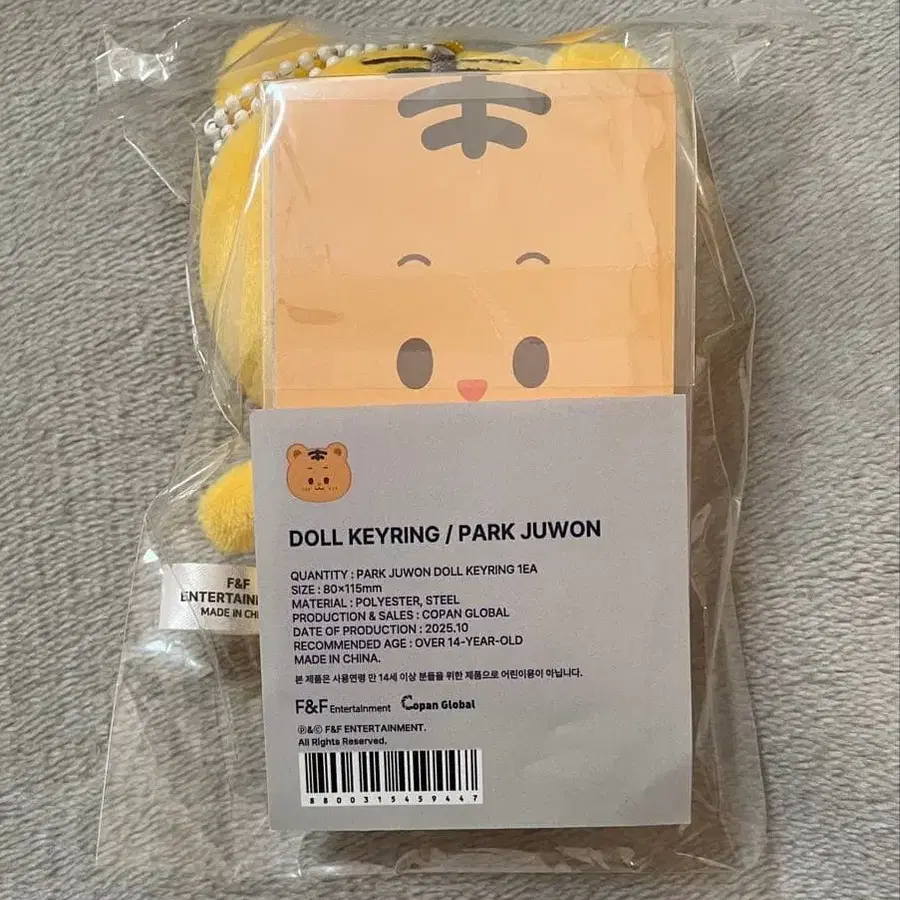 DOLL KEYRING / PARK JUWON
QUANTITY : PARK JUWON DOLL KEYRING 1EA
SIZE : 80×115mm
MATERIAL : POLYESTER, STEEL
PRODUCTION & SALES : COPAN GLOBAL
DATE OF PRODUCTION : 2025.10
RECOMMENDED AGE : OVER 14-YEAR-OLD
MADE IN CHINA.
본 제품은 사용연령 만 14세 이상 분들을 위한 제품으로 어린이용이 아닙니다.
F&F Entertainment Copan Global
℗&© F&F ENTERTAINMENT.
All Rights Reserved.
8800315459447
F&F
MADE IN